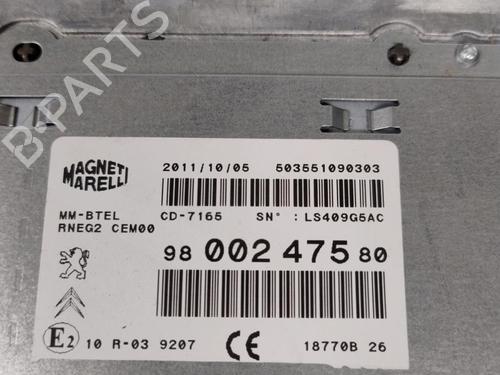 B-PARTS
MAGNETI
MARELLI
2011/10/05 503551090303
MM-BTEL CD-7165 SN° : LS409G5AC
RNEG2 CEM00
98 002 475 80
E2 10 R-03 9207 CE 18770B 26